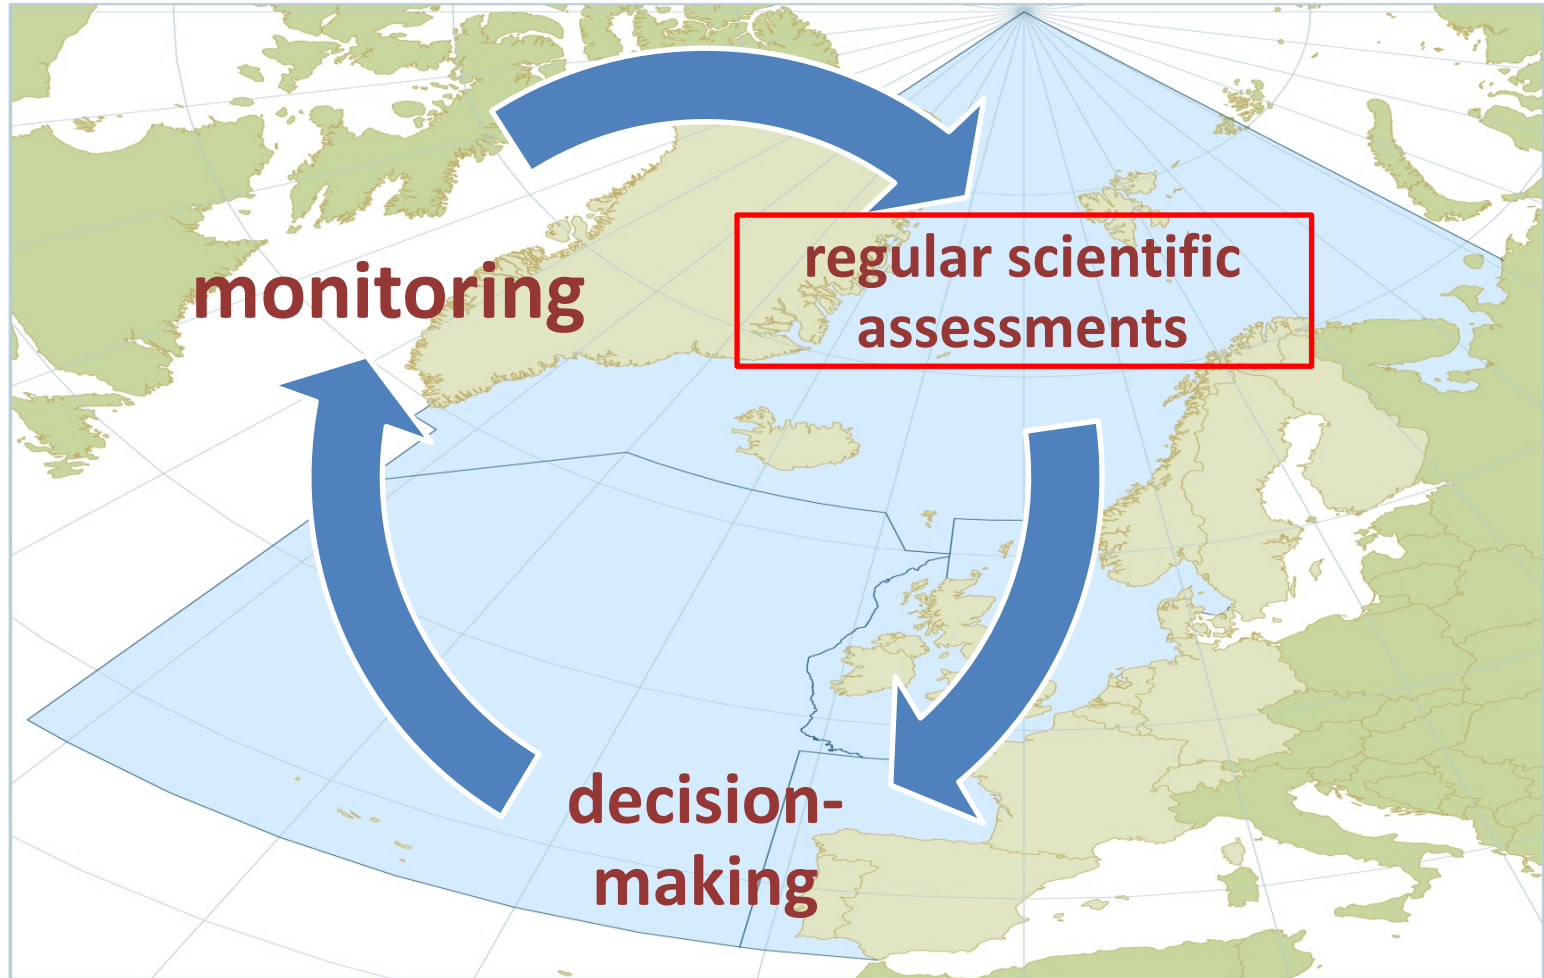 monitoring
regular scientific
assessments
decision-
making